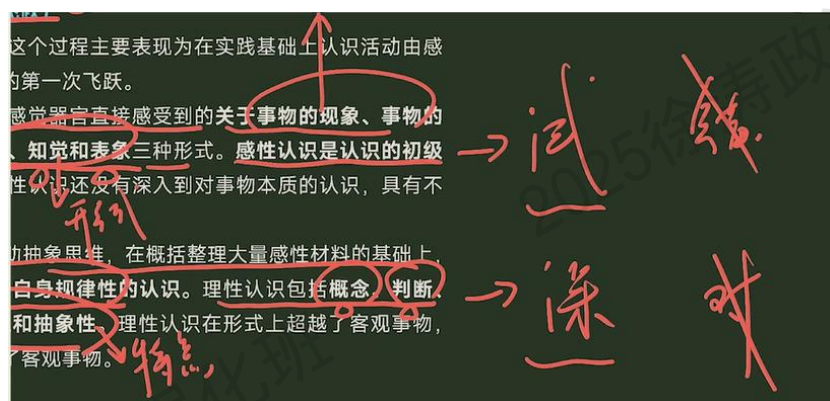 这个过程主要表现为在实践基础上认识活动由感
的第一次飞跃。
感觉器官直接感受到的关于事物的现象、事物的
、知觉和表象三种形式。感性认识是认识的初级
性认识还没有深入到对事物本质的认识，具有不
形象
助抽象思维，在概括整理大量感性材料的基础上，
自身规律性的认识。理性认识包括概念、判断、
深
和抽象性。理性认识在形式上超越了客观事物，
了客观事物。
特点
2025徐涛政
化班